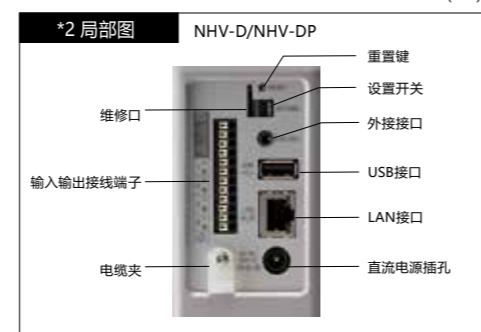 *2 局部图
NHV-D/NHV-DP
重置键
设置开关
维修口
外接接口
USB接口
输入输出接线端子
LAN接口
电缆夹
直流电源插孔